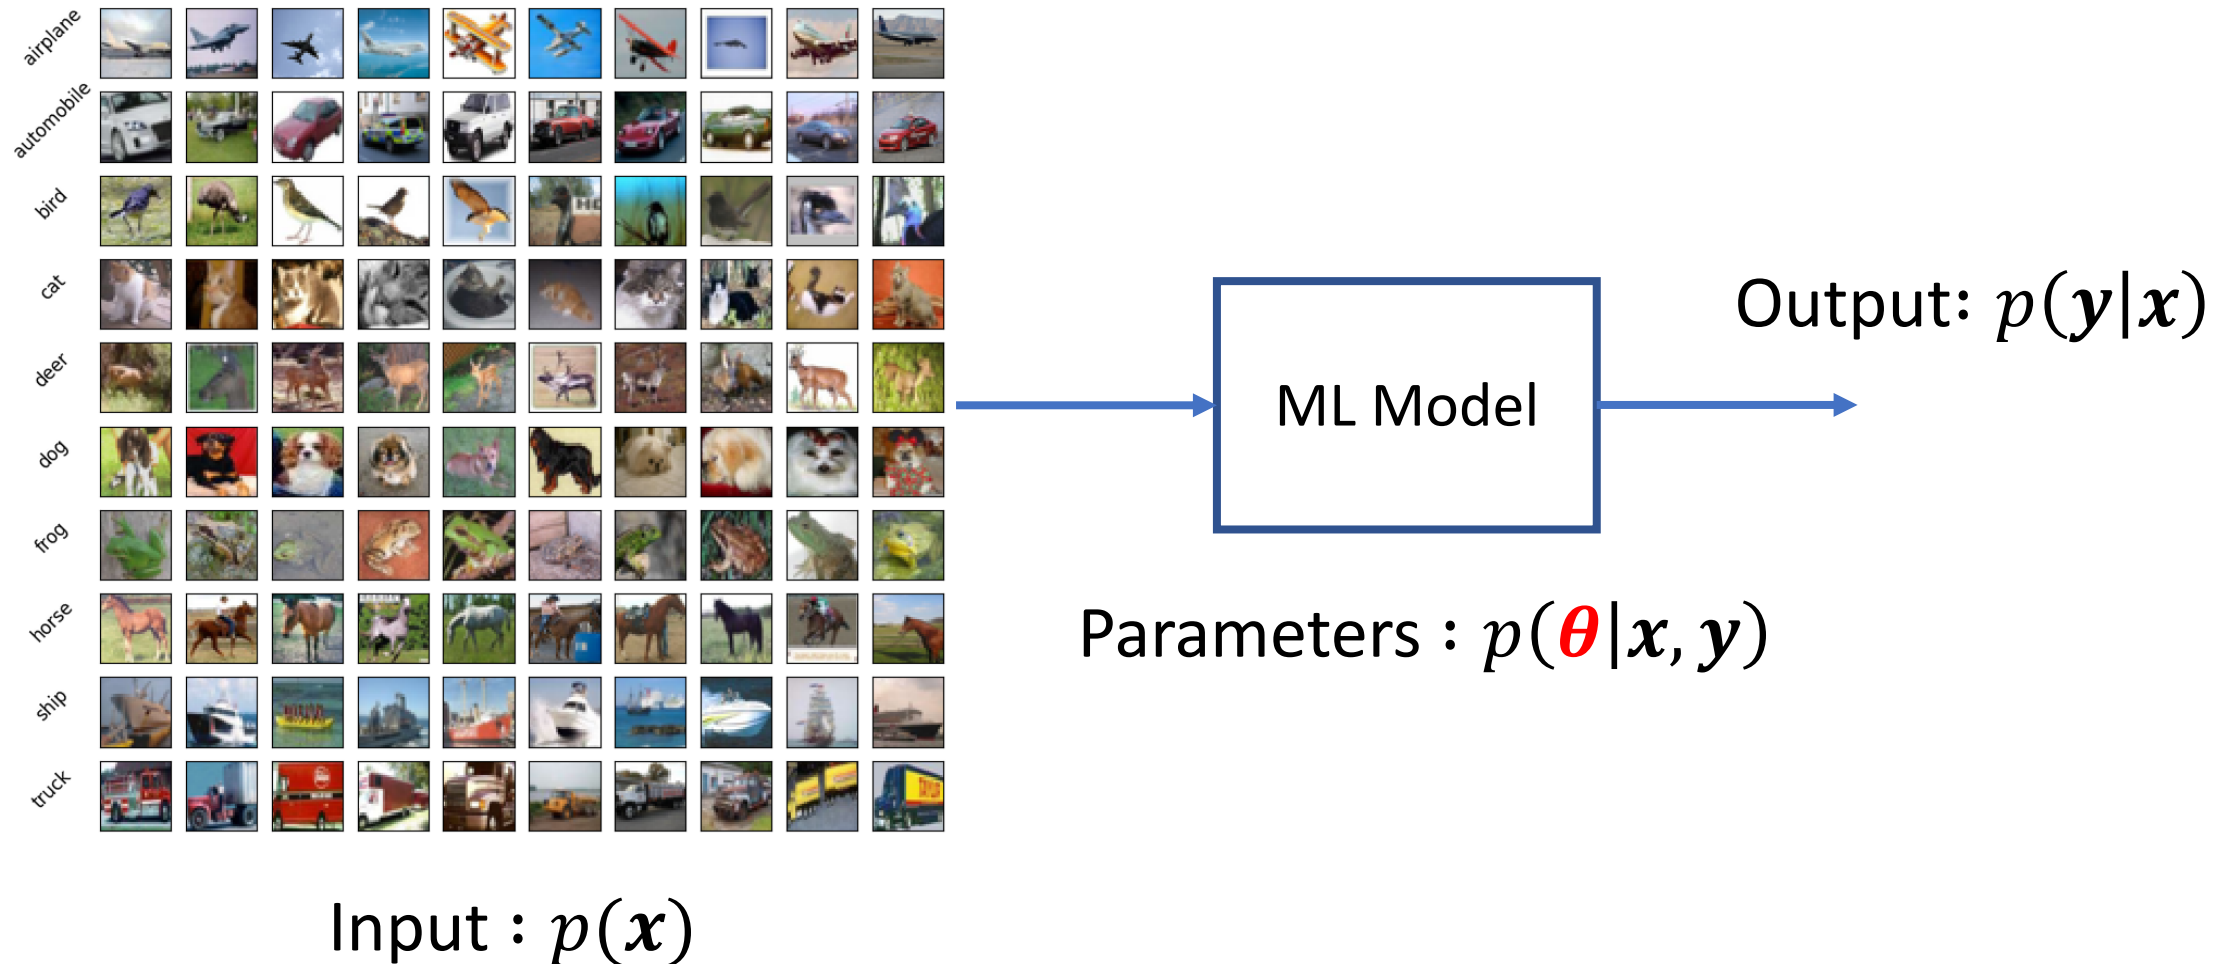 airplane
automobile
bird
cat
deer
dog
frog
horse
ship
truck
Input : p(x)
ML Model
Parameters : p(θ|x, y)
Output: p(y|x)